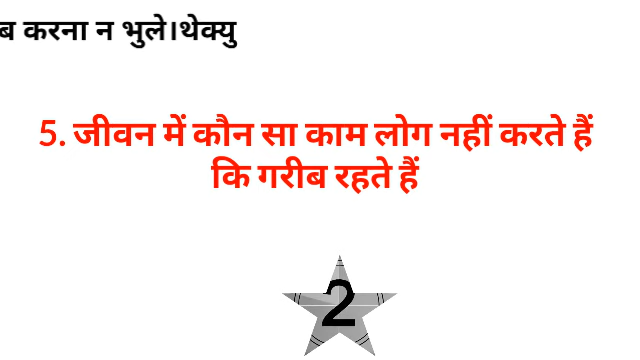 ब करना न भुले।थेक्यु
5. जीवन में कौन सा काम लोग नहीं करते हैं
कि गरीब रहते हैं
2